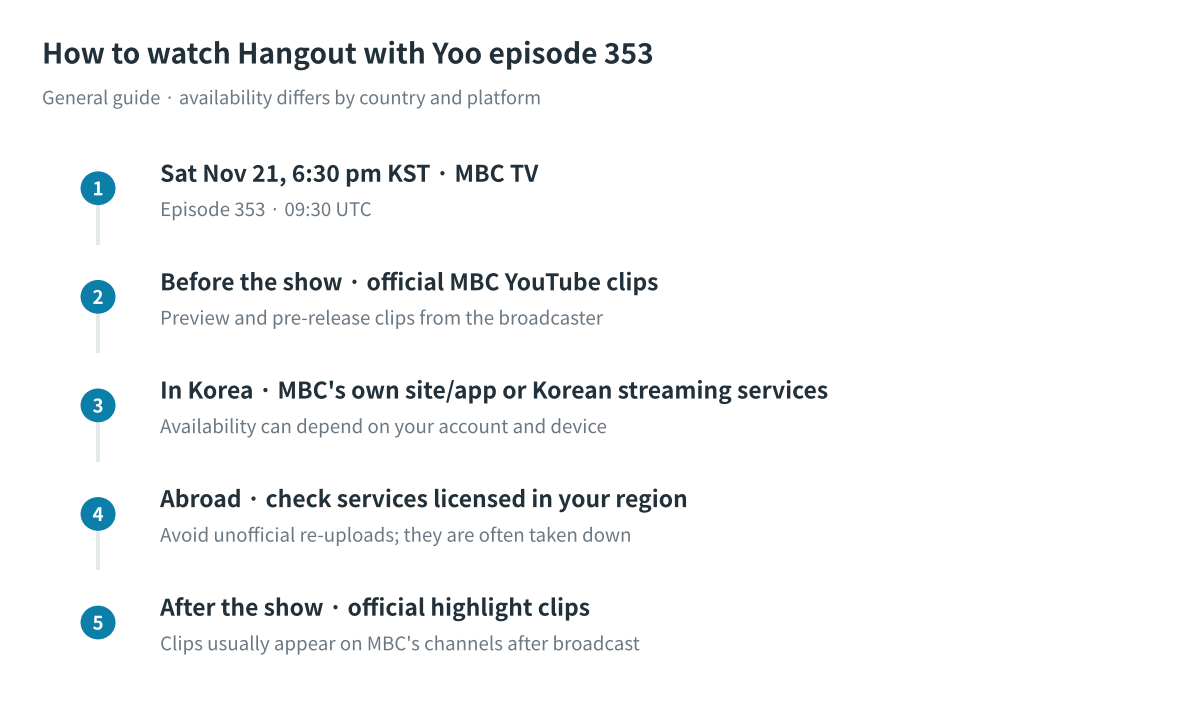 How to watch Hangout with Yoo episode 353
General guide · availability differs by country and platform
1
Sat Nov 21, 6:30 pm KST · MBC TV
Episode 353 · 09:30 UTC
2
Before the show · official MBC YouTube clips
Preview and pre-release clips from the broadcaster
3
In Korea · MBC's own site/app or Korean streaming services
Availability can depend on your account and device
4
Abroad · check services licensed in your region
Avoid unofficial re-uploads; they are often taken down
5
After the show · official highlight clips
Clips usually appear on MBC's channels after broadcast